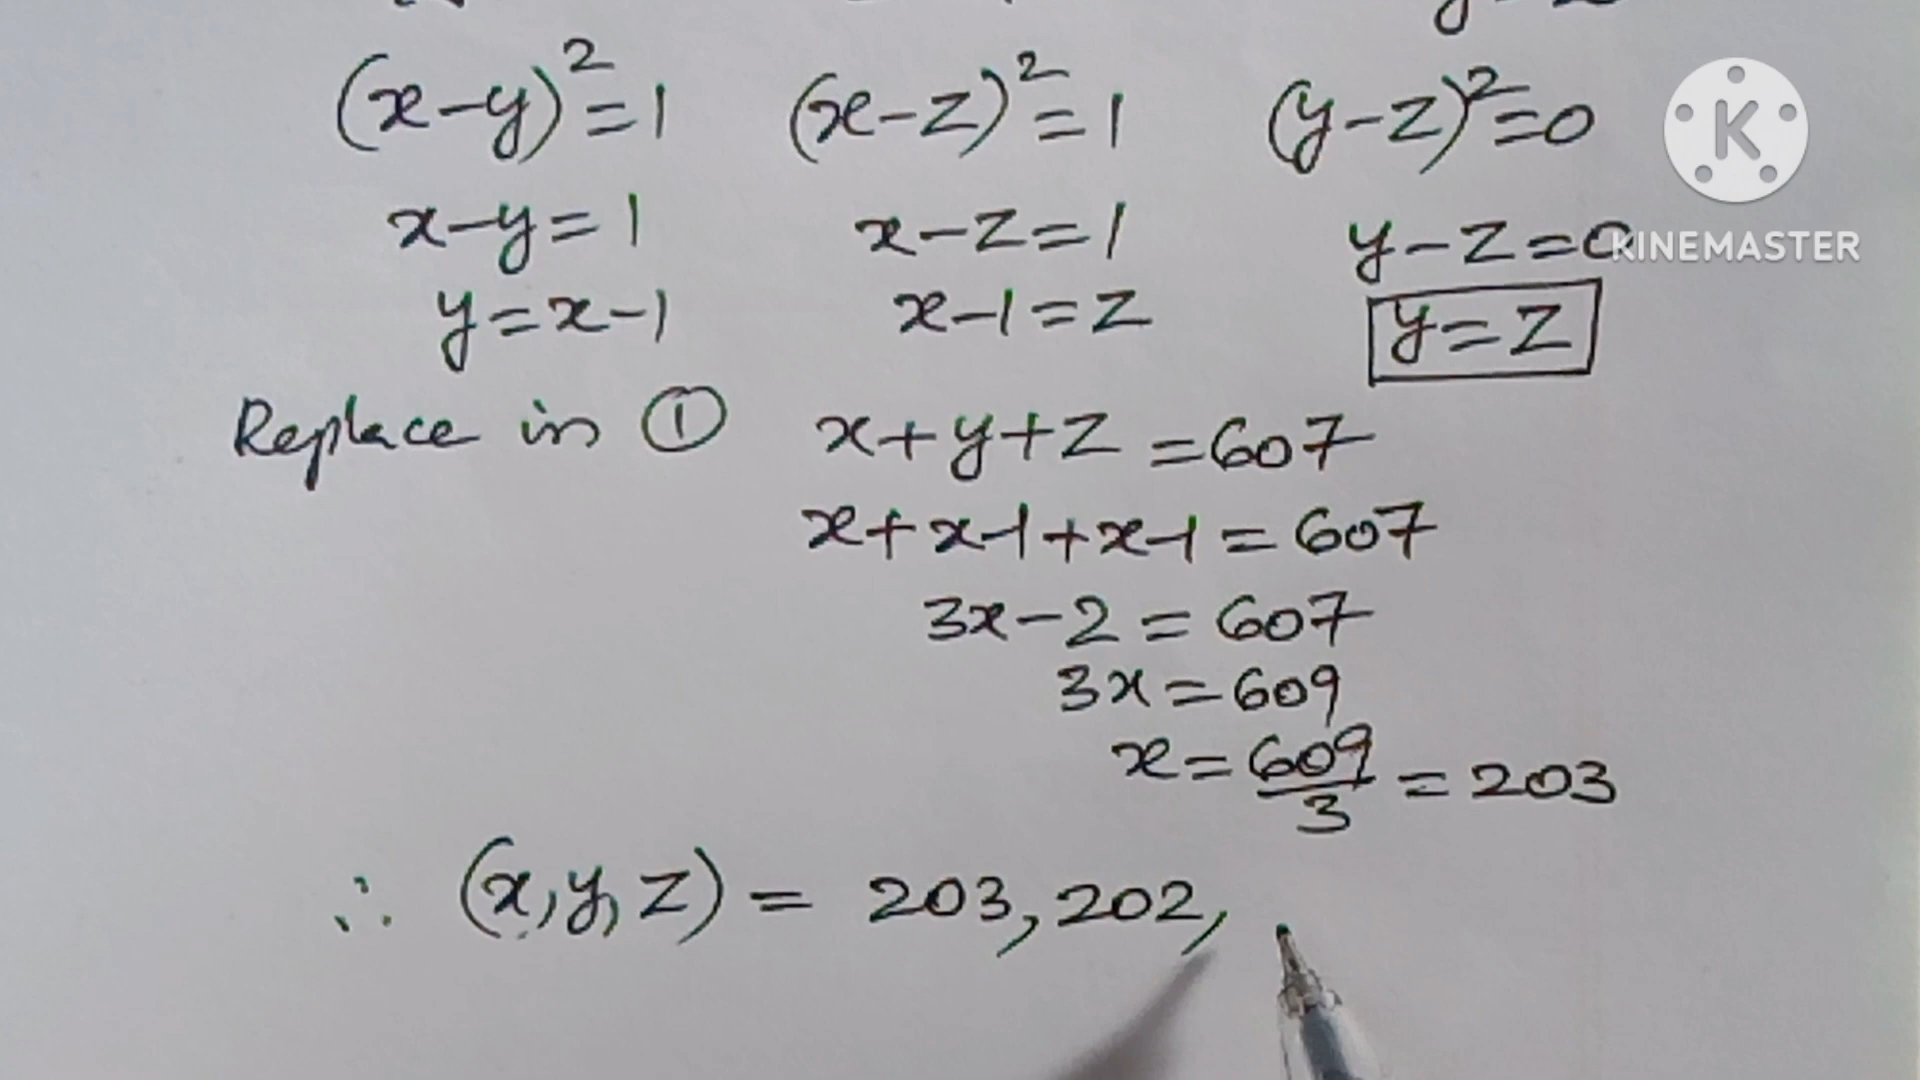 (x-y)²=1 (x-z)²=1 (y-z)²=0
x-y=1 x-z=1 y-z=0
y=x-1 x-1=z y=z
Replace in ① x+y+z=607
x+x-1+x-1=607
3x-2=607
3x=609
x=609/3=203
∴ (x,y,z) = 203,202,
K
KINEMASTER